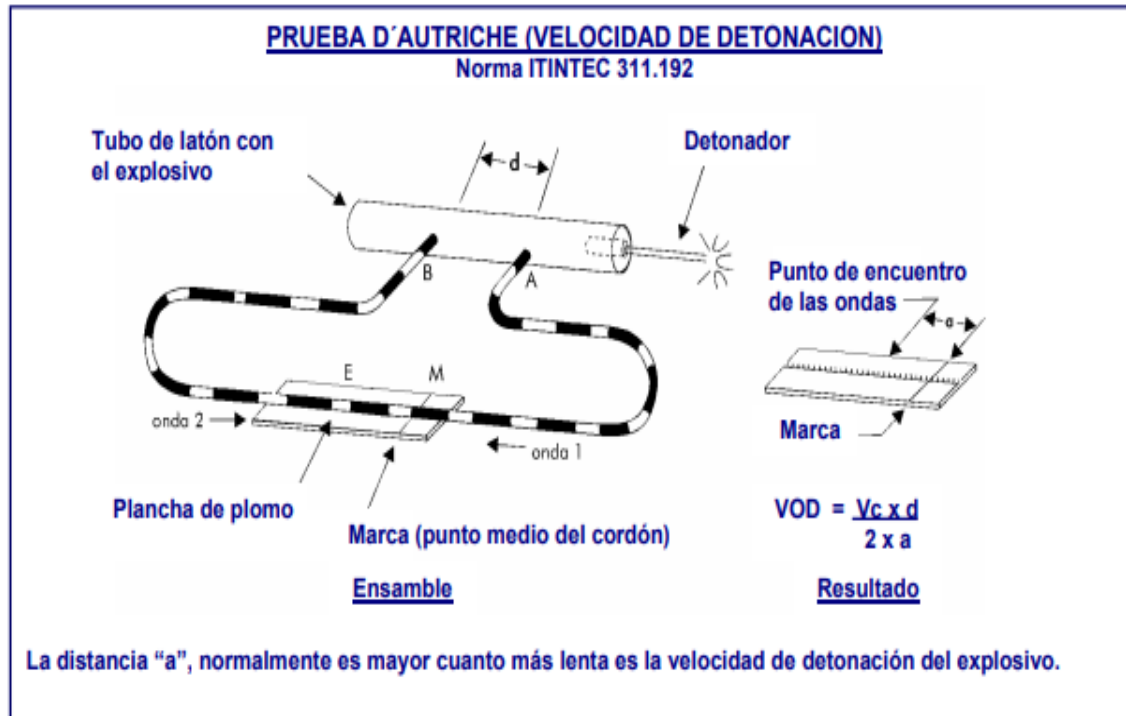 PRUEBA D´AUTRICHE (VELOCIDAD DE DETONACION)
Norma ITINTEC 311.192
Tubo de latón con
el explosivo
d
Detonador
B
A
Punto de encuentro
de las ondas
a
E
M
onda 2
onda 1
Marca
Plancha de plomo
Marca (punto medio del cordón)
VOD = Vc x d
2 x a
Ensamble
Resultado
La distancia “a”, normalmente es mayor cuanto más lenta es la velocidad de detonación del explosivo.